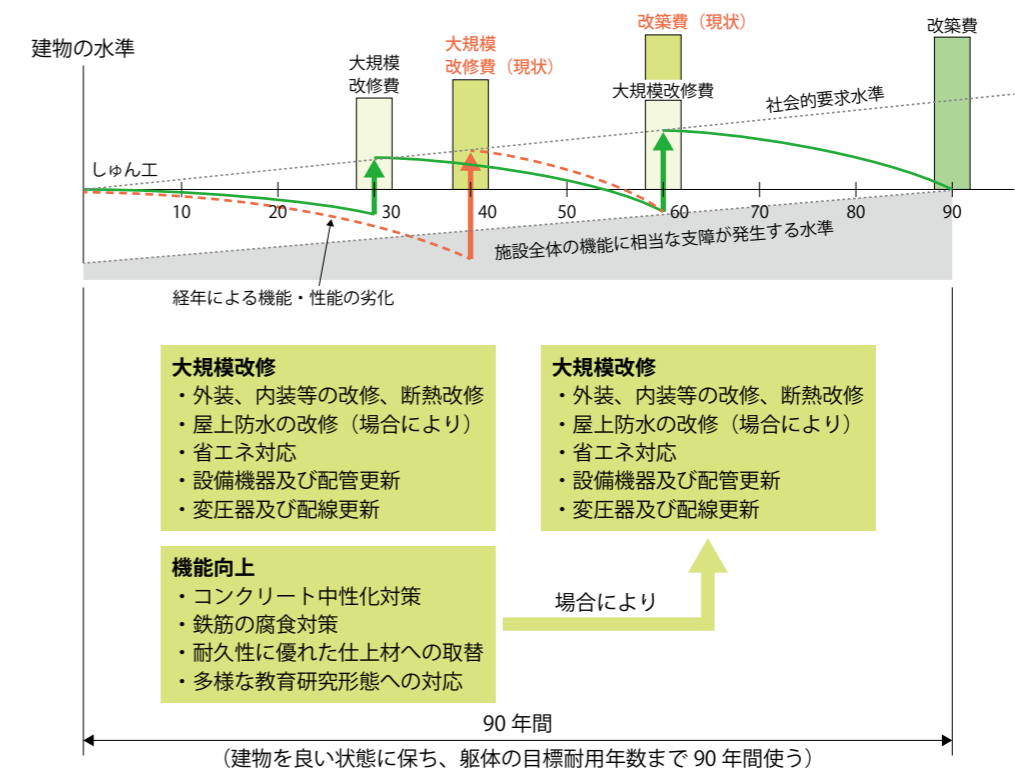 建物の水準
大規模
改修費
大規模
改修費（現状）
改築費（現状）
大規模改修費
改築費
社会的要求水準
しゅん工
10
20
30
40
50
60
70
80
90
施設全体の機能に相当な支障が発生する水準
経年による機能・性能の劣化
大規模改修
・外装、内装等の改修、断熱改修
・屋上防水の改修（場合により）
・省エネ対応
・設備機器及び配管更新
・変圧器及び配線更新
大規模改修
・外装、内装等の改修、断熱改修
・屋上防水の改修（場合により）
・省エネ対応
・設備機器及び配管更新
・変圧器及び配線更新
機能向上
・コンクリート中性化対策
・鉄筋の腐食対策
・耐久性に優れた仕上材への取替
・多様な教育研究形態への対応
場合により
90 年間
（建物を良い状態に保ち、躯体の目標耐用年数まで 90 年間使う）